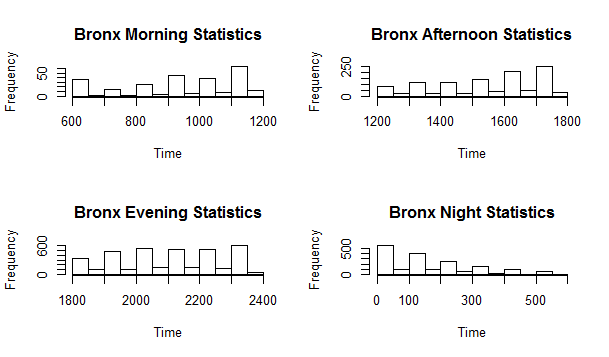 Bronx Morning Statistics
Frequency
0 50
600 800 1000 1200
Time
Bronx Afternoon Statistics
Frequency
0 250
1200 1400 1600 1800
Time
Bronx Evening Statistics
Frequency
0 600
1800 2000 2200 2400
Time
Bronx Night Statistics
Frequency
0 500
0 100 300 500
Time